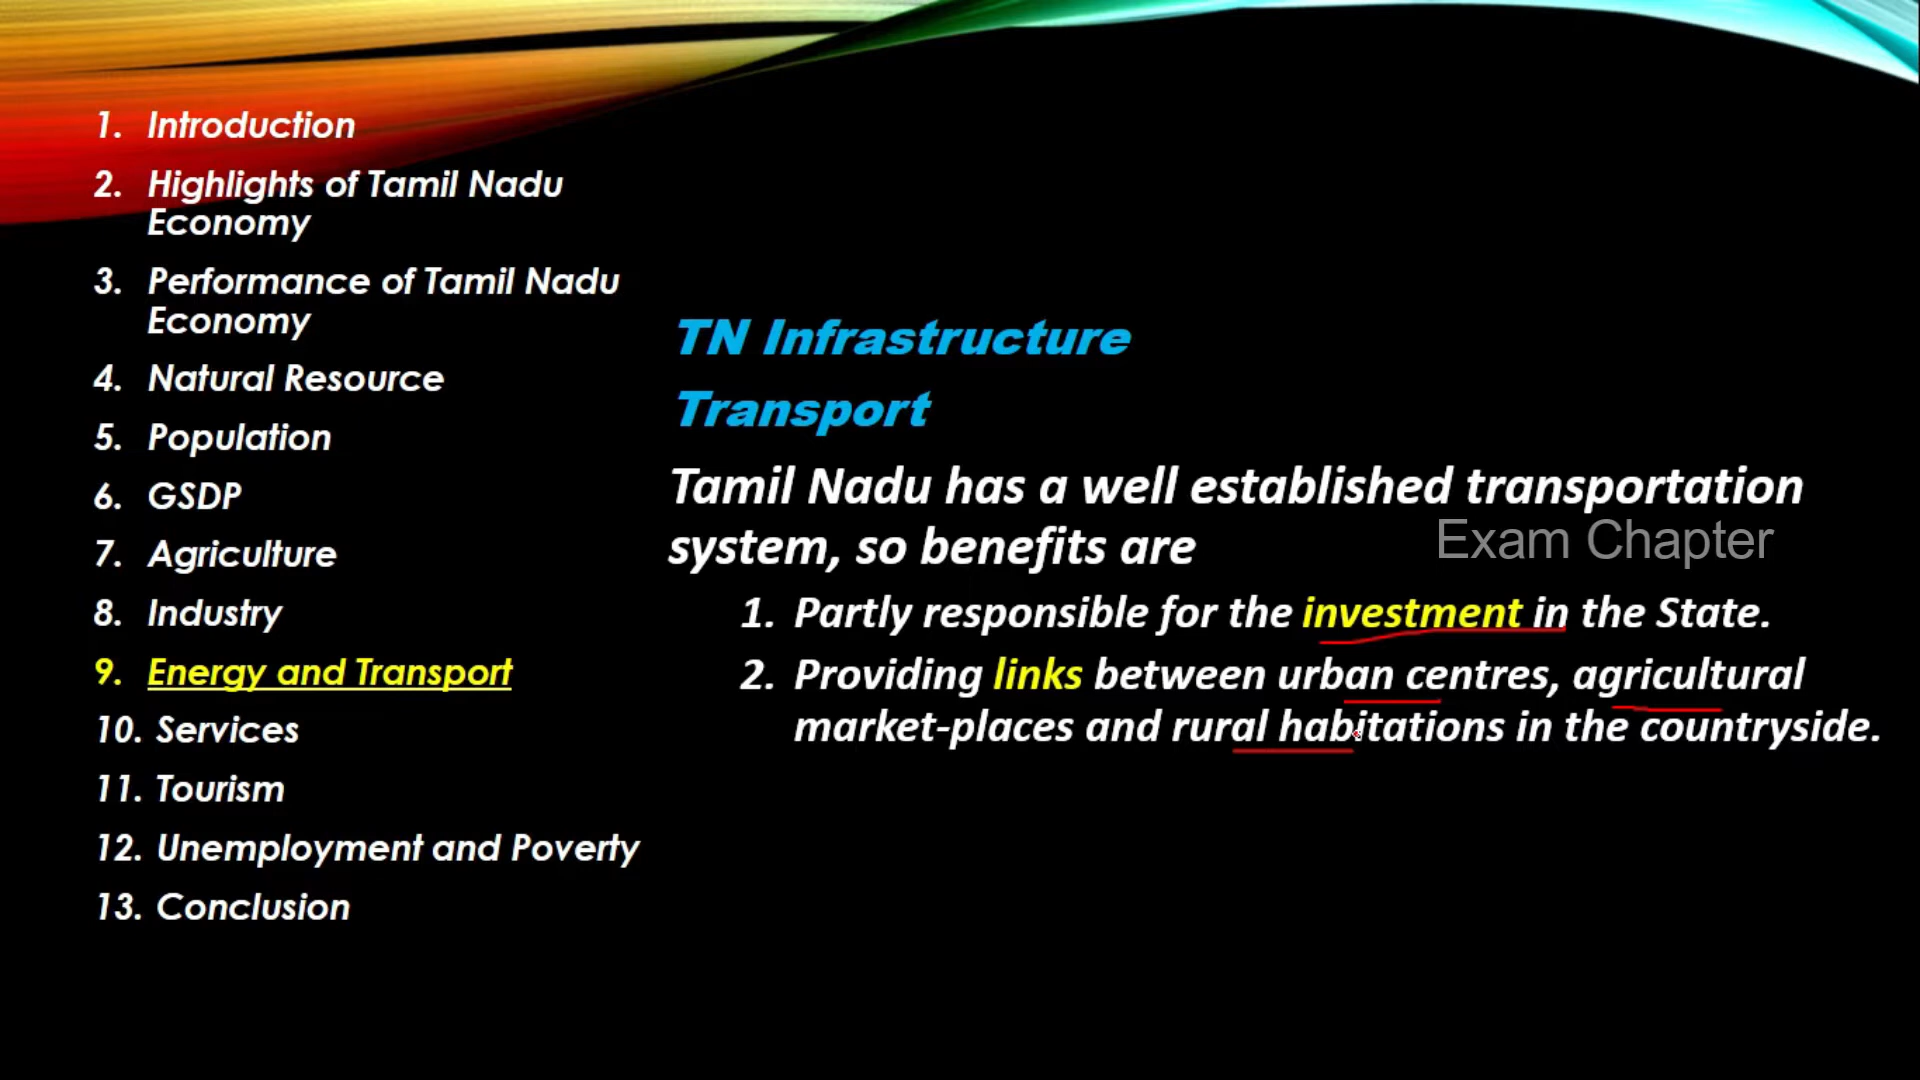 1. Introduction
2. Highlights of Tamil Nadu
Economy
3. Performance of Tamil Nadu
Economy
4. Natural Resource
5. Population
6. GSDP
7. Agriculture
8. Industry
9. Energy and Transport
10. Services
11. Tourism
12. Unemployment and Poverty
13. Conclusion
TN Infrastructure
Transport
Tamil Nadu has a well established transportation
system, so benefits are
Exam Chapter
1. Partly responsible for the investment in the State.
2. Providing links between urban centres, agricultural
market-places and rural habitations in the countryside.